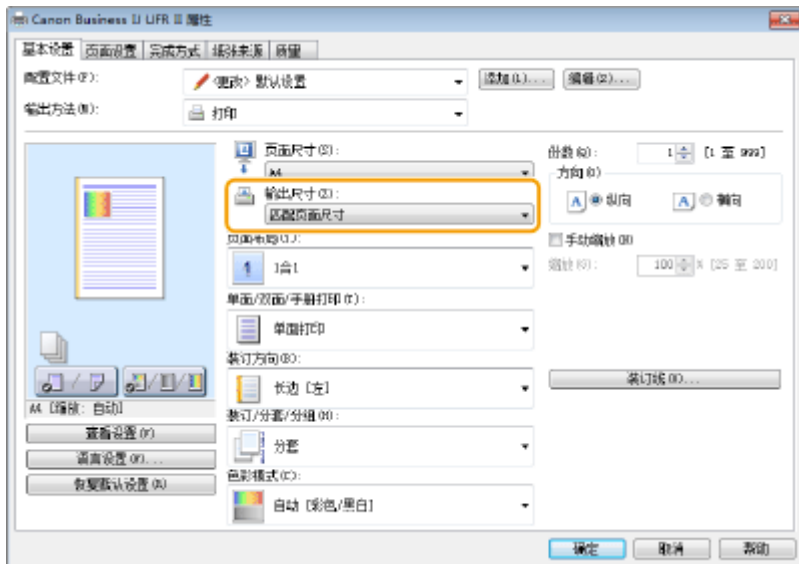 Canon Business IJ UFR II 属性
基本设置 页面设置 完成方式 纸张来源 质量
配置文件(F): <更改> 默认设置 添加(1)... 编辑(2)...
输出方法(M): 打印
页面尺寸(S):
A4
输出尺寸(Z):
匹配页面尺寸
份数(Q): 1 [1 至 999]
方向(D)
A 纵向 A 横向
页面布局(L):
1 1合1
手动缩放(H)
缩放(G): 100 % [25 至 200]
单面/双面/手册打印(T):
单面打印
装订方向(B):
长边 [左]
装订线(U)...
A4 [缩放: 自动]
装订/分套/分组(M):
分套
查看设置(V)
语言设置(W)...
恢复默认设置(R)
色彩模式(C):
自动 [彩色/黑白]
确定 取消 帮助